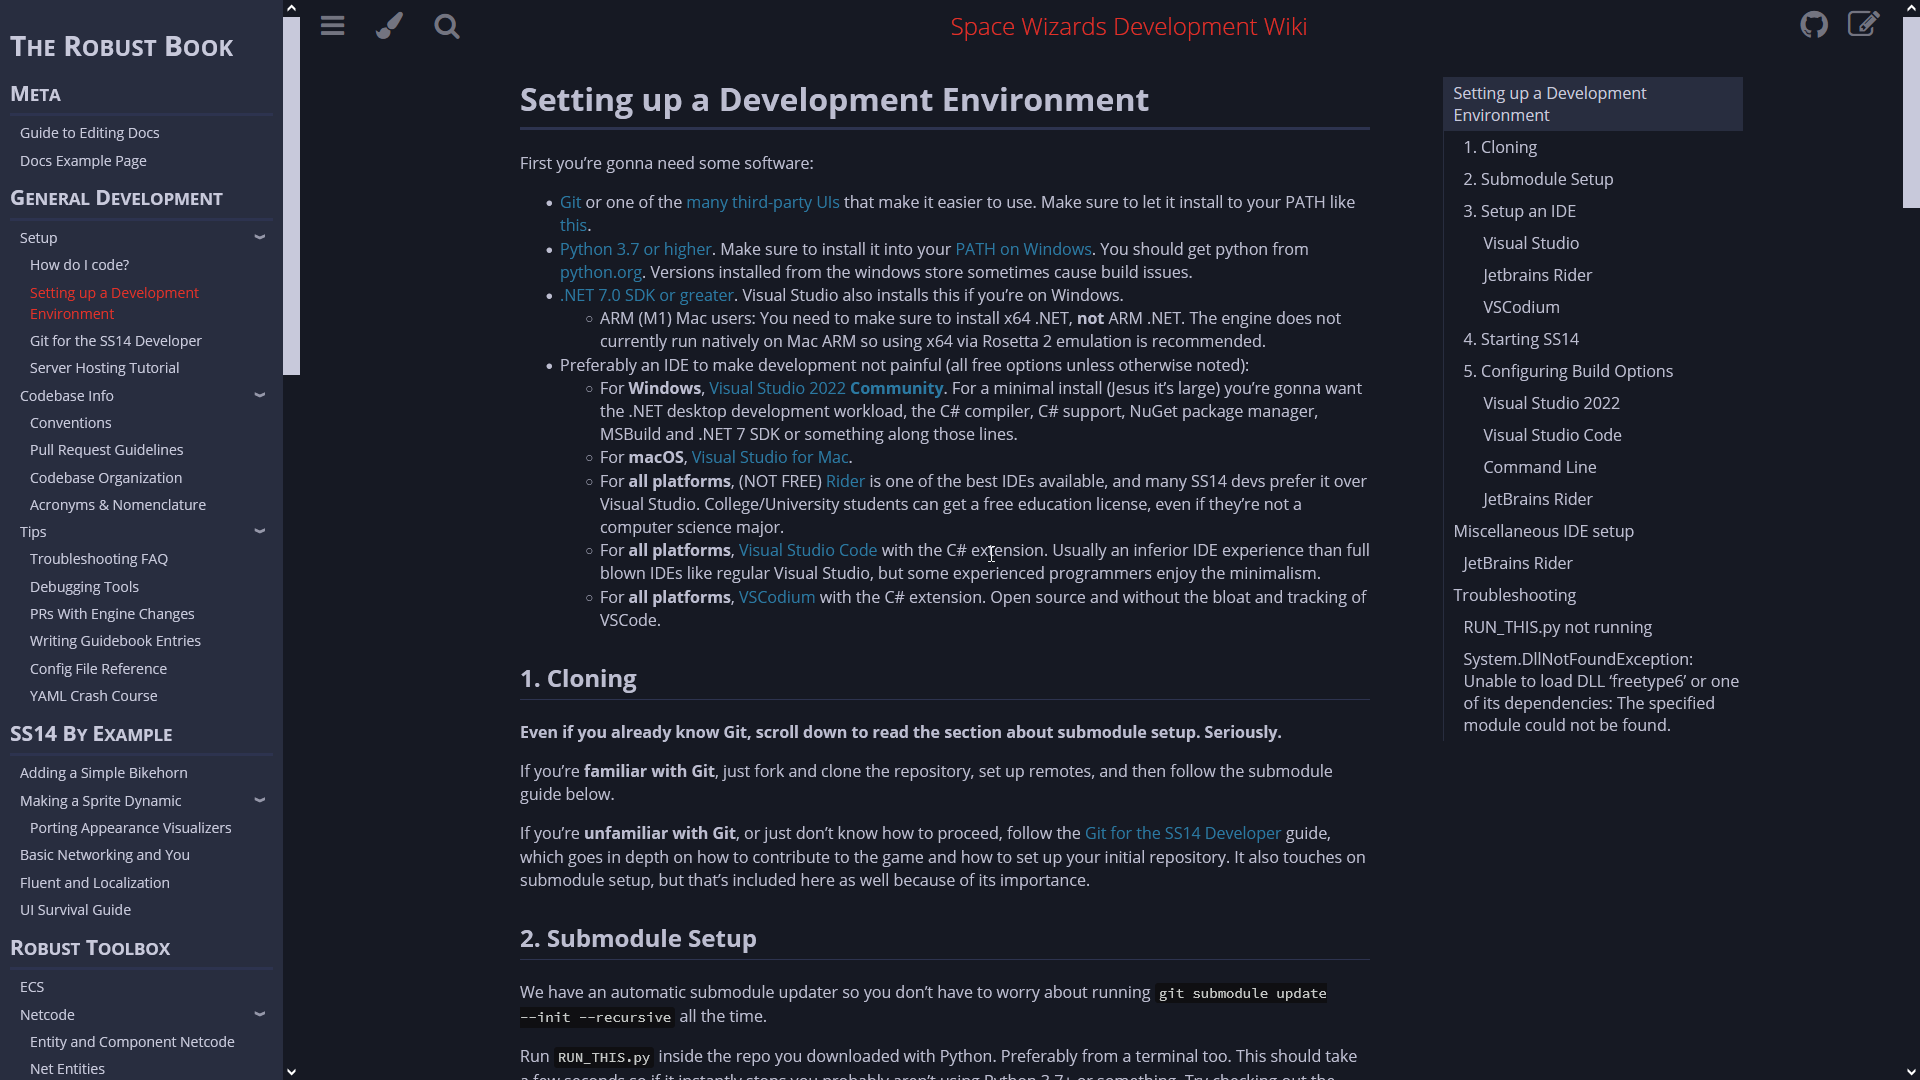 The Robust Book
Meta
Guide to Editing Docs
Docs Example Page
General Development
Setup
How do I code?
Setting up a Development
Environment
Git for the SS14 Developer
Server Hosting Tutorial
Codebase Info
Conventions
Pull Request Guidelines
Codebase Organization
Acronyms & Nomenclature
Tips
Troubleshooting FAQ
Debugging Tools
PRs With Engine Changes
Writing Guidebook Entries
Config File Reference
YAML Crash Course
SS14 By Example
Adding a Simple Bikehorn
Making a Sprite Dynamic
Porting Appearance Visualizers
Basic Networking and You
Fluent and Localization
UI Survival Guide
Robust Toolbox
ECS
Netcode
Entity and Component Netcode
Net Entities
Space Wizards Development Wiki
Setting up a Development Environment
First you’re gonna need some software:
• Git or one of the many third-party UIs that make it easier to use. Make sure to let it install to your PATH like
this.
• Python 3.7 or higher. Make sure to install it into your PATH on Windows. You should get python from
python.org. Versions installed from the windows store sometimes cause build issues.
• .NET 7.0 SDK or greater. Visual Studio also installs this if you’re on Windows.
◦ ARM (M1) Mac users: You need to make sure to install x64 .NET, not ARM .NET. The engine does not
currently run natively on Mac ARM so using x64 via Rosetta 2 emulation is recommended.
• Preferably an IDE to make development not painful (all free options unless otherwise noted):
◦ For Windows, Visual Studio 2022 Community. For a minimal install (Jesus it’s large) you’re gonna want
the .NET desktop development workload, the C# compiler, C# support, NuGet package manager,
MSBuild and .NET 7 SDK or something along those lines.
◦ For macOS, Visual Studio for Mac.
◦ For all platforms, (NOT FREE) Rider is one of the best IDEs available, and many SS14 devs prefer it over
Visual Studio. College/University students can get a free education license, even if they’re not a
computer science major.
◦ For all platforms, Visual Studio Code with the C# extension. Usually an inferior IDE experience than full
blown IDEs like regular Visual Studio, but some experienced programmers enjoy the minimalism.
◦ For all platforms, VSCodium with the C# extension. Open source and without the bloat and tracking of
VSCode.
1. Cloning
Even if you already know Git, scroll down to read the section about submodule setup. Seriously.
If you’re familiar with Git, just fork and clone the repository, set up remotes, and then follow the submodule
guide below.
If you’re unfamiliar with Git, or just don’t know how to proceed, follow the Git for the SS14 Developer guide,
which goes in depth on how to contribute to the game and how to set up your initial repository. It also touches on
submodule setup, but that’s included here as well because of its importance.
2. Submodule Setup
We have an automatic submodule updater so you don’t have to worry about running git submodule update
--init --recursive all the time.
Run RUN_THIS.py inside the repo you downloaded with Python. Preferably from a terminal too. This should take
a few seconds so if it instantly stops you probably aren’t using Python 3.7+ or something. Try checking out the
Setting up a Development
Environment
1. Cloning
2. Submodule Setup
3. Setup an IDE
Visual Studio
Jetbrains Rider
VSCodium
4. Starting SS14
5. Configuring Build Options
Visual Studio 2022
Visual Studio Code
Command Line
JetBrains Rider
Miscellaneous IDE setup
JetBrains Rider
Troubleshooting
RUN_THIS.py not running
System.DllNotFoundException:
Unable to load DLL ‘freetype6’ or one
of its dependencies: The specified
module could not be found.